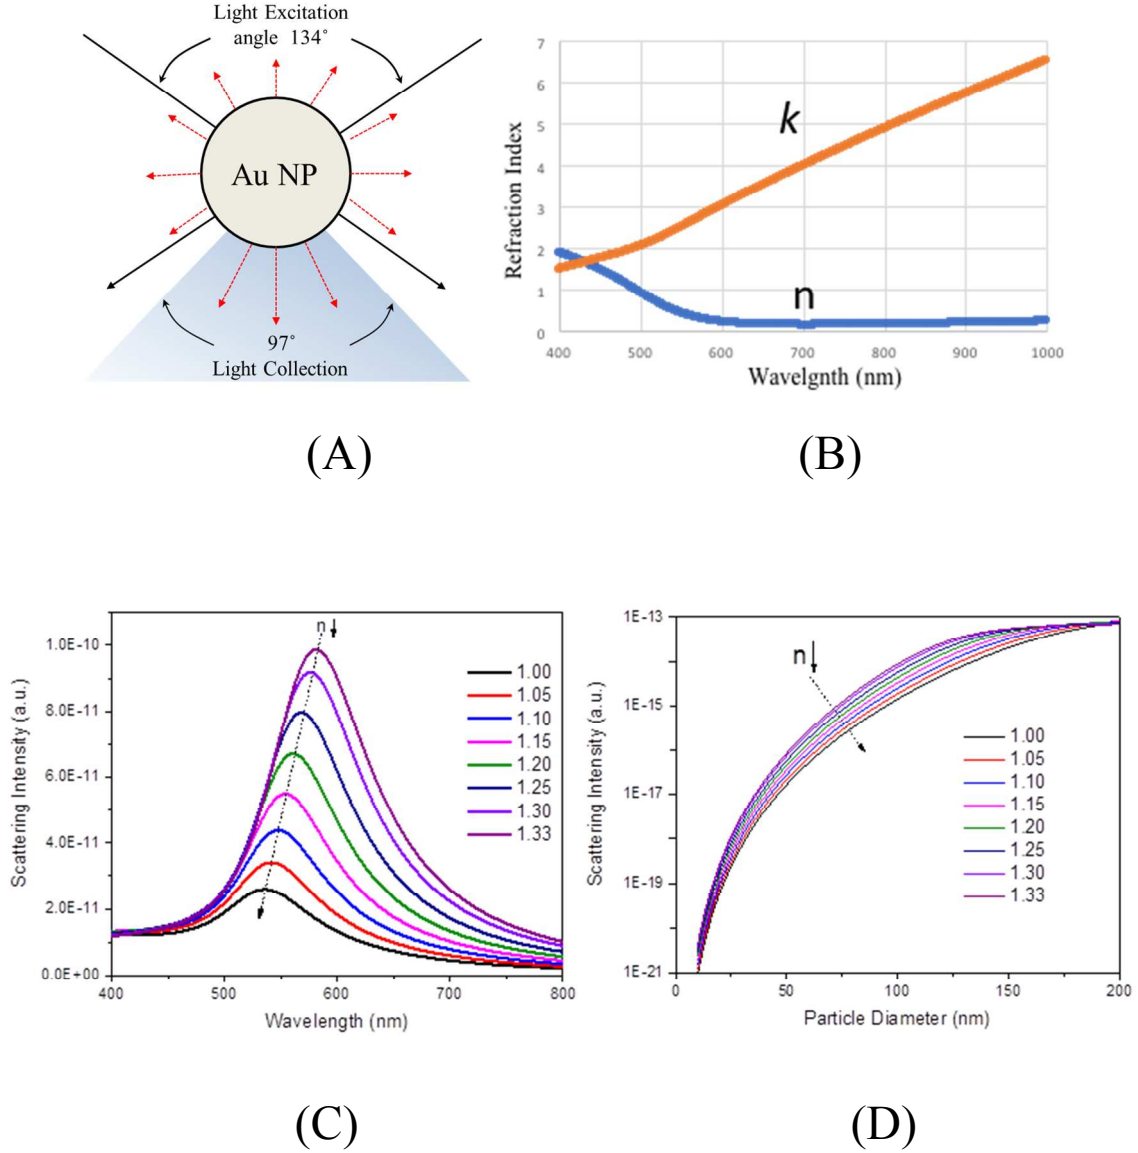 Light Excitation
angle 134°
Au NP
97°
Light Collection
(A)
7
6
5
4
3
2
1
0
Refraction Index
k
n
400 500 600 700 800 900 1000
Wavelgnth (nm)
(B)
1.0E-10
8.0E-11
6.0E-11
4.0E-11
2.0E-11
0.0E+00
Scattering Intensity (a.u.)
n
1.00
1.05
1.10
1.15
1.20
1.25
1.30
1.33
400 500 600 700 800
Wavelength (nm)
(C)
1E-13
1E-15
1E-17
1E-19
1E-21
Scattering Intensity (a.u.)
n
1.00
1.05
1.10
1.15
1.20
1.25
1.30
1.33
0 50 100 150 200
Particle Diameter (nm)
(D)